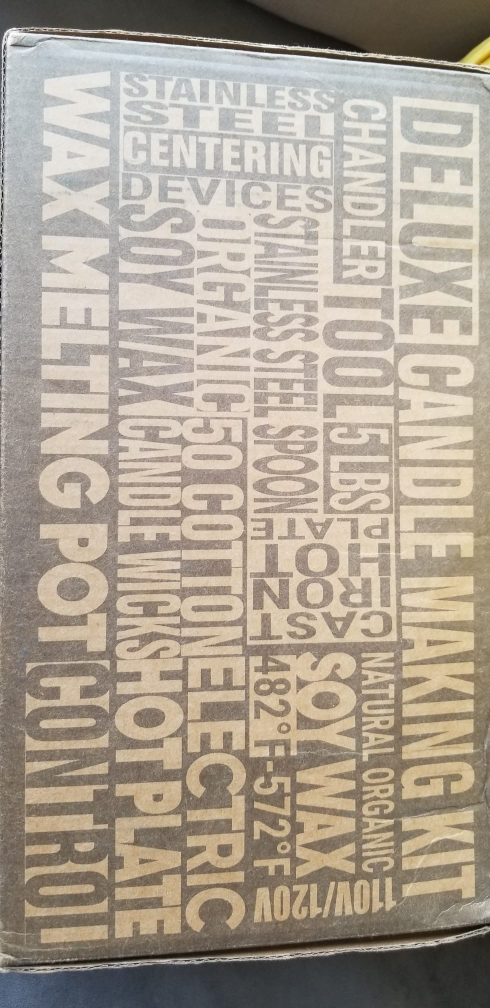 DELUXE CANDLE MAKING KIT
CHANDLER
TOOL
5 LBS
NATURAL ORGANIC
SOY WAX
CAST
IRON
HOT
PLATE
110V/120V
482°F-572°F
STAINLESS
STEEL
CENTERING
DEVICES
STAINLESS STEEL
SPOON
ORGANIC
SOY WAX
50 COTTON
CANDLE WICKS
ELECTRIC
HOT PLATE
WAX MELTING POT CONTROL